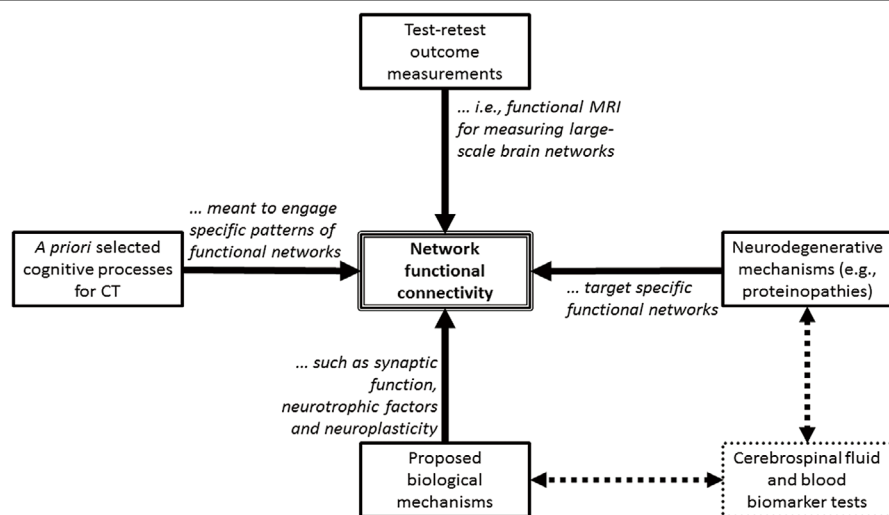 Test-retest
outcome
measurements
... i.e., functional MRI
for measuring large-
scale brain networks
... meant to engage
specific patterns of
functional networks
A priori selected
cognitive processes
for CT
Network
functional
connectivity
Neurodegenerative
mechanisms (e.g.,
proteinopathies)
... target specific
functional networks
... such as synaptic
function,
neurotrophic factors
and neuroplasticity
Proposed
biological
mechanisms
Cerebrospinal fluid
and blood
biomarker tests